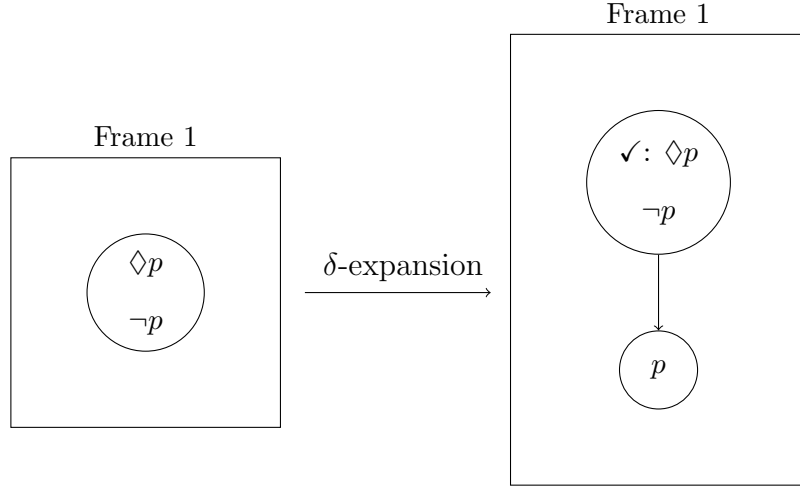 Frame 1
◇p
¬p
δ-expansion
Frame 1
✓: ◇p
¬p
p